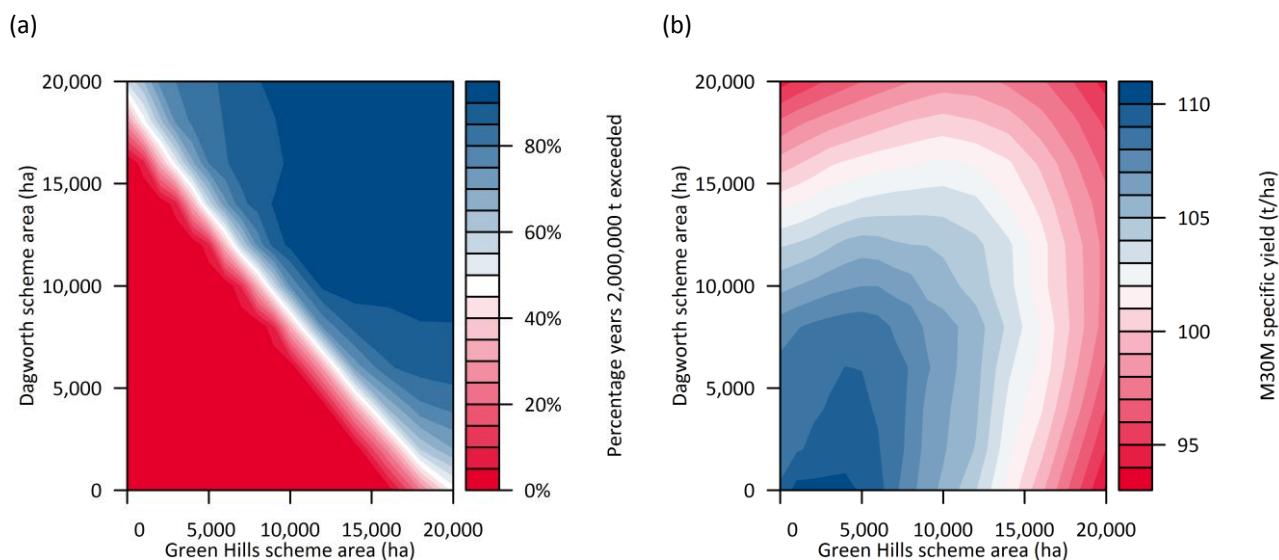 (a)
20,000
15,000
10,000
5,000
0
Dagworth scheme area (ha)
0 5,000 10,000 15,000 20,000
Green Hills scheme area (ha)
80%
60%
40%
20%
0%
Percentage years 2,000,000 t exceeded
(b)
20,000
15,000
10,000
5,000
0
Dagworth scheme area (ha)
0 5,000 10,000 15,000 20,000
Green Hills scheme area (ha)
110
105
100
95
M30M specific yield (t/ha)